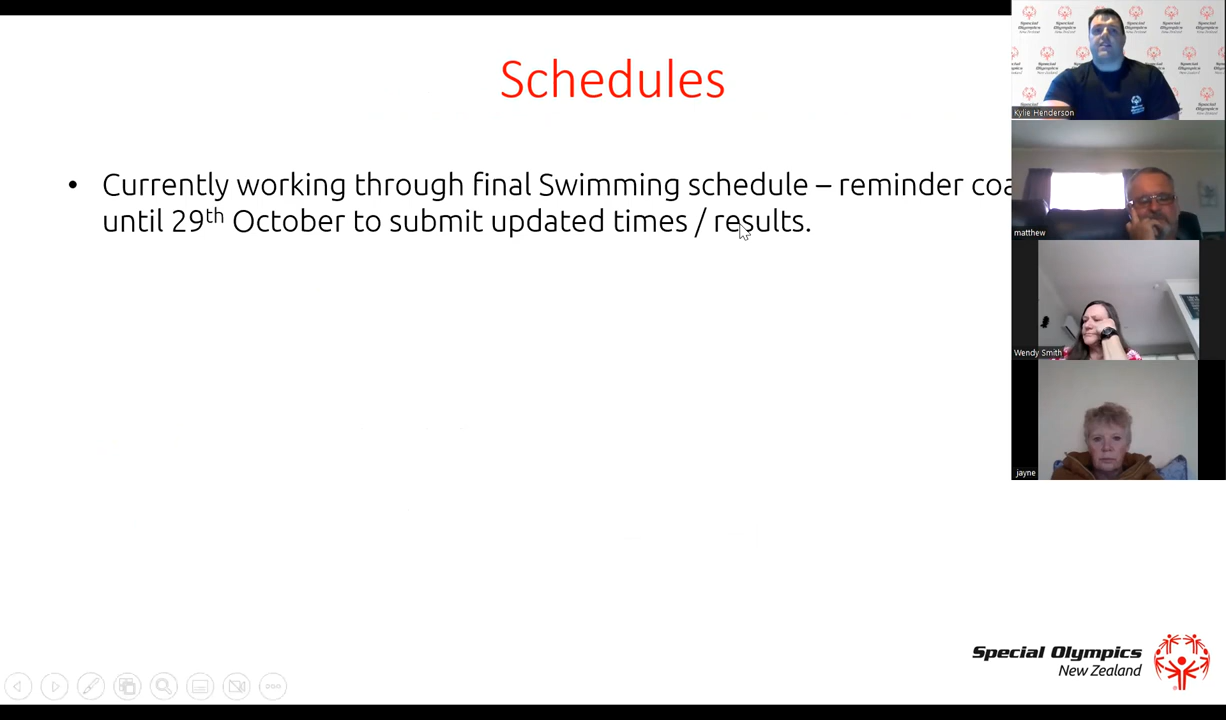 Schedules
• Currently working through final Swimming schedule – reminder
until 29th October to submit updated times / results.
Kylie Henderson
matthew
Wendy Smith
jayne
Special Olympics
New Zealand